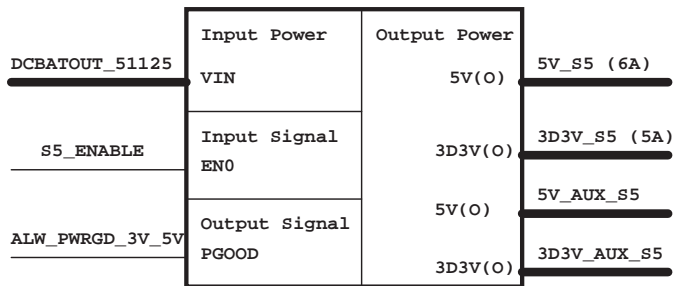 Input Power
Output Power
DCBATOUT_51125
VIN
5V(O)
5V_S5 (6A)
S5_ENABLE
Input Signal
EN0
3D3V(O)
3D3V_S5 (5A)
5V(O)
5V_AUX_S5
ALW_PWRGD_3V_5V
Output Signal
PGOOD
3D3V(O)
3D3V_AUX_S5